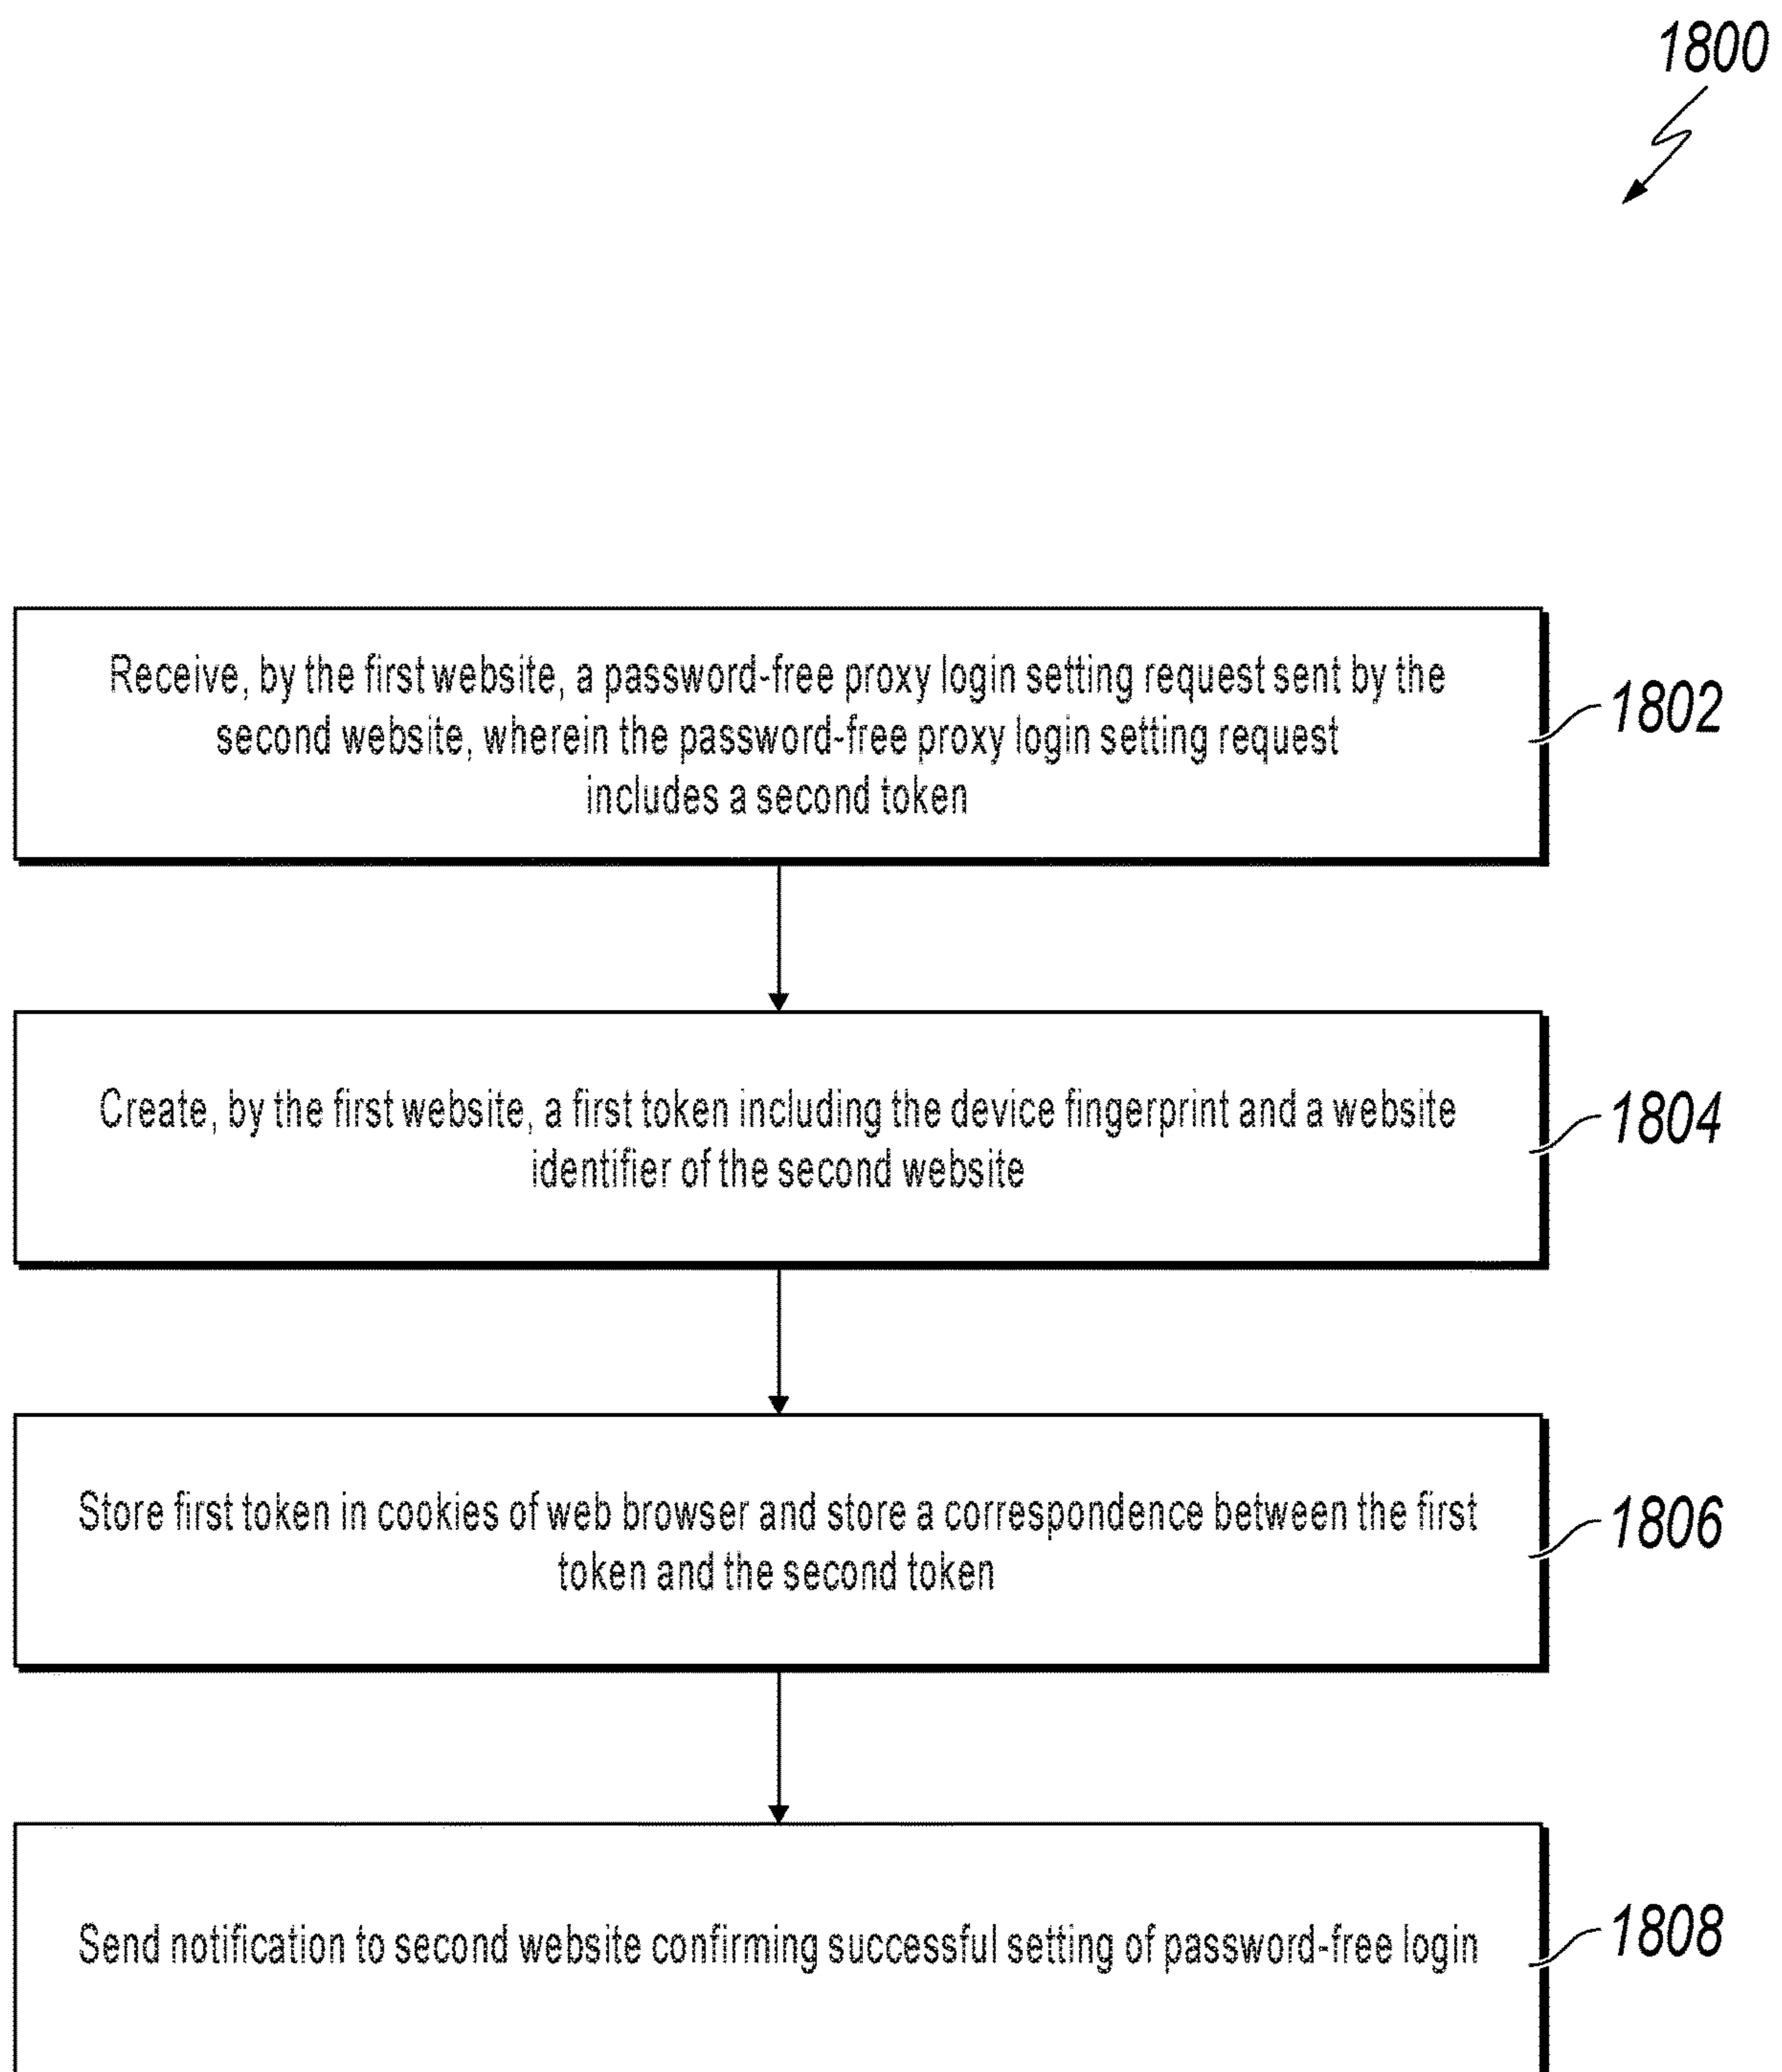 1800
Receive, by the first website, a password-free proxy login setting request sent by the
second website, wherein the password-free proxy login setting request
includes a second token
1802
Create, by the first website, a first token including the device fingerprint and a website
identifier of the second website
1804
Store first token in cookies of web browser and store a correspondence between the first
token and the second token
1806
Send notification to second website confirming successful setting of password-free login
1808